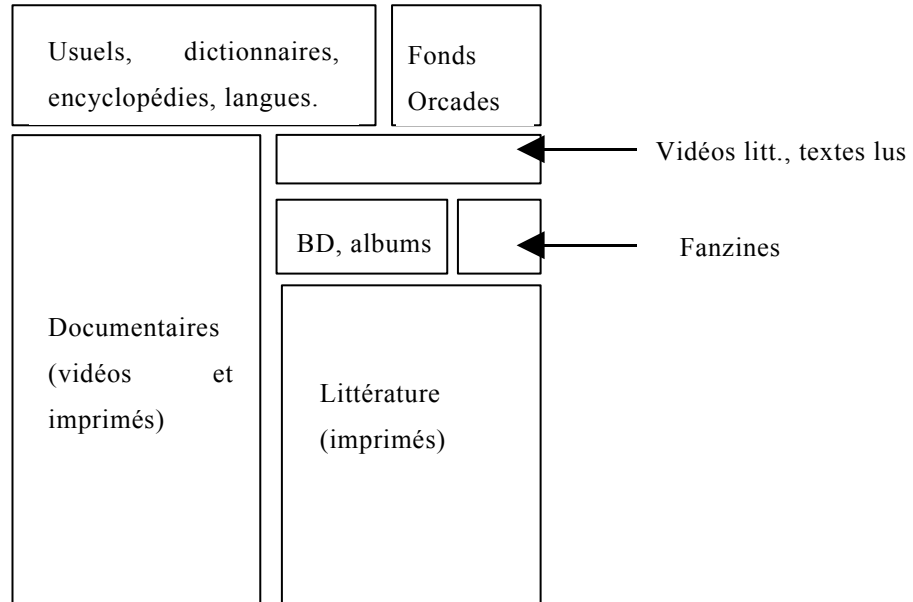 Usuels, dictionnaires,
encyclopédies, langues.
Fonds
Orcades
Vidéos litt., textes lus
BD, albums
Fanzines
Documentaires
(vidéos et
imprimés)
Littérature
(imprimés)